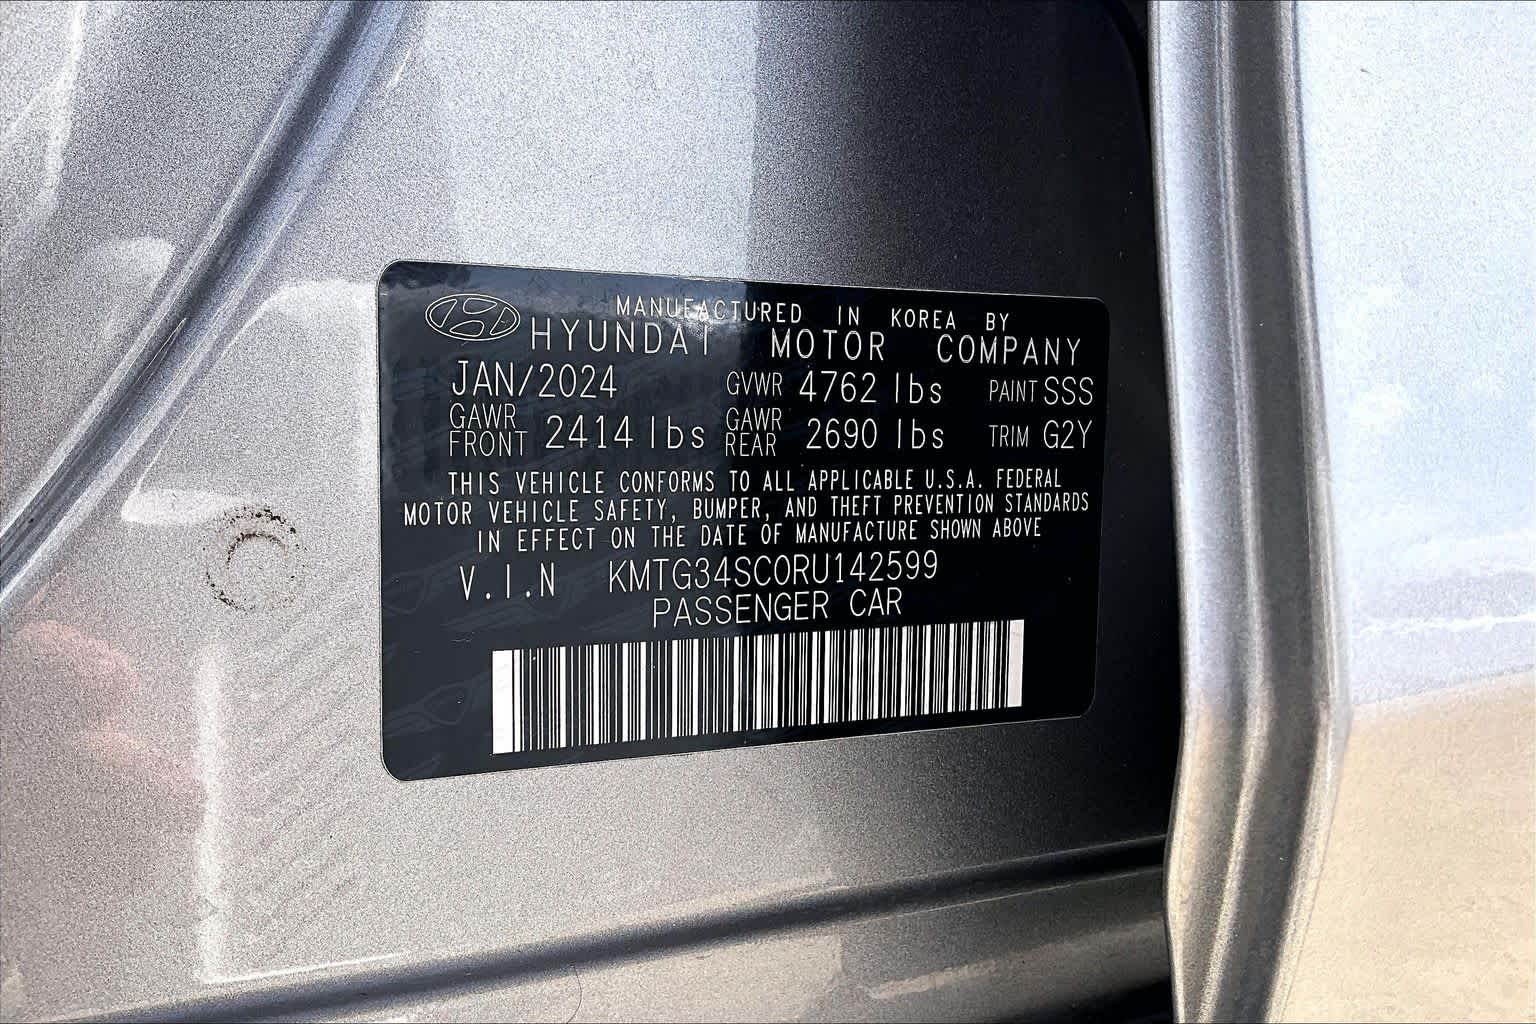 MANUFACTURED IN KOREA BY
HYUNDAI MOTOR COMPANY
JAN/2024 GVWR 4762 lbs PAINT SSS
GAWR FRONT 2414 lbs GAWR REAR 2690 lbs TRIM G2Y
THIS VEHICLE CONFORMS TO ALL APPLICABLE U.S.A. FEDERAL
MOTOR VEHICLE SAFETY, BUMPER, AND THEFT PREVENTION STANDARDS
IN EFFECT ON THE DATE OF MANUFACTURE SHOWN ABOVE
V.I.N KMTG34SC0RU142599
PASSENGER CAR